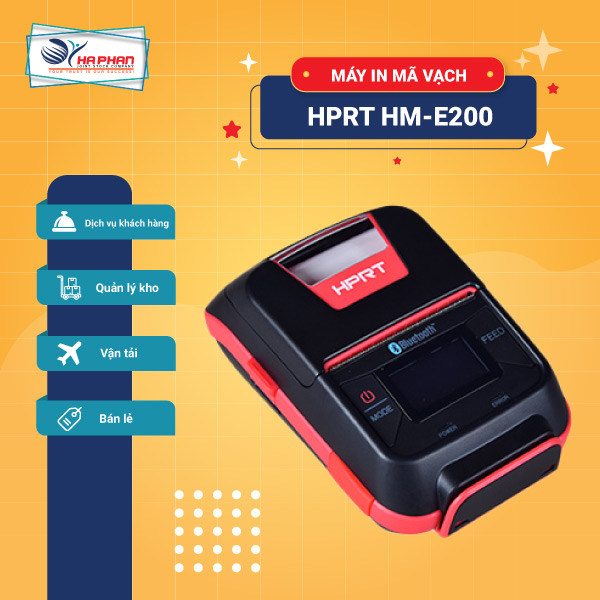 HA PHAN
JOINT STOCK COMPANY
YOUR TRUST IS OUR SUCCESS!
MÁY IN MÃ VẠCH
HPRT HM-E200
Dịch vụ khách hàng
Quản lý kho
Vận tải
Bán lẻ
HPRT
Bluetooth
FEED
MODE
POWER
ERROR